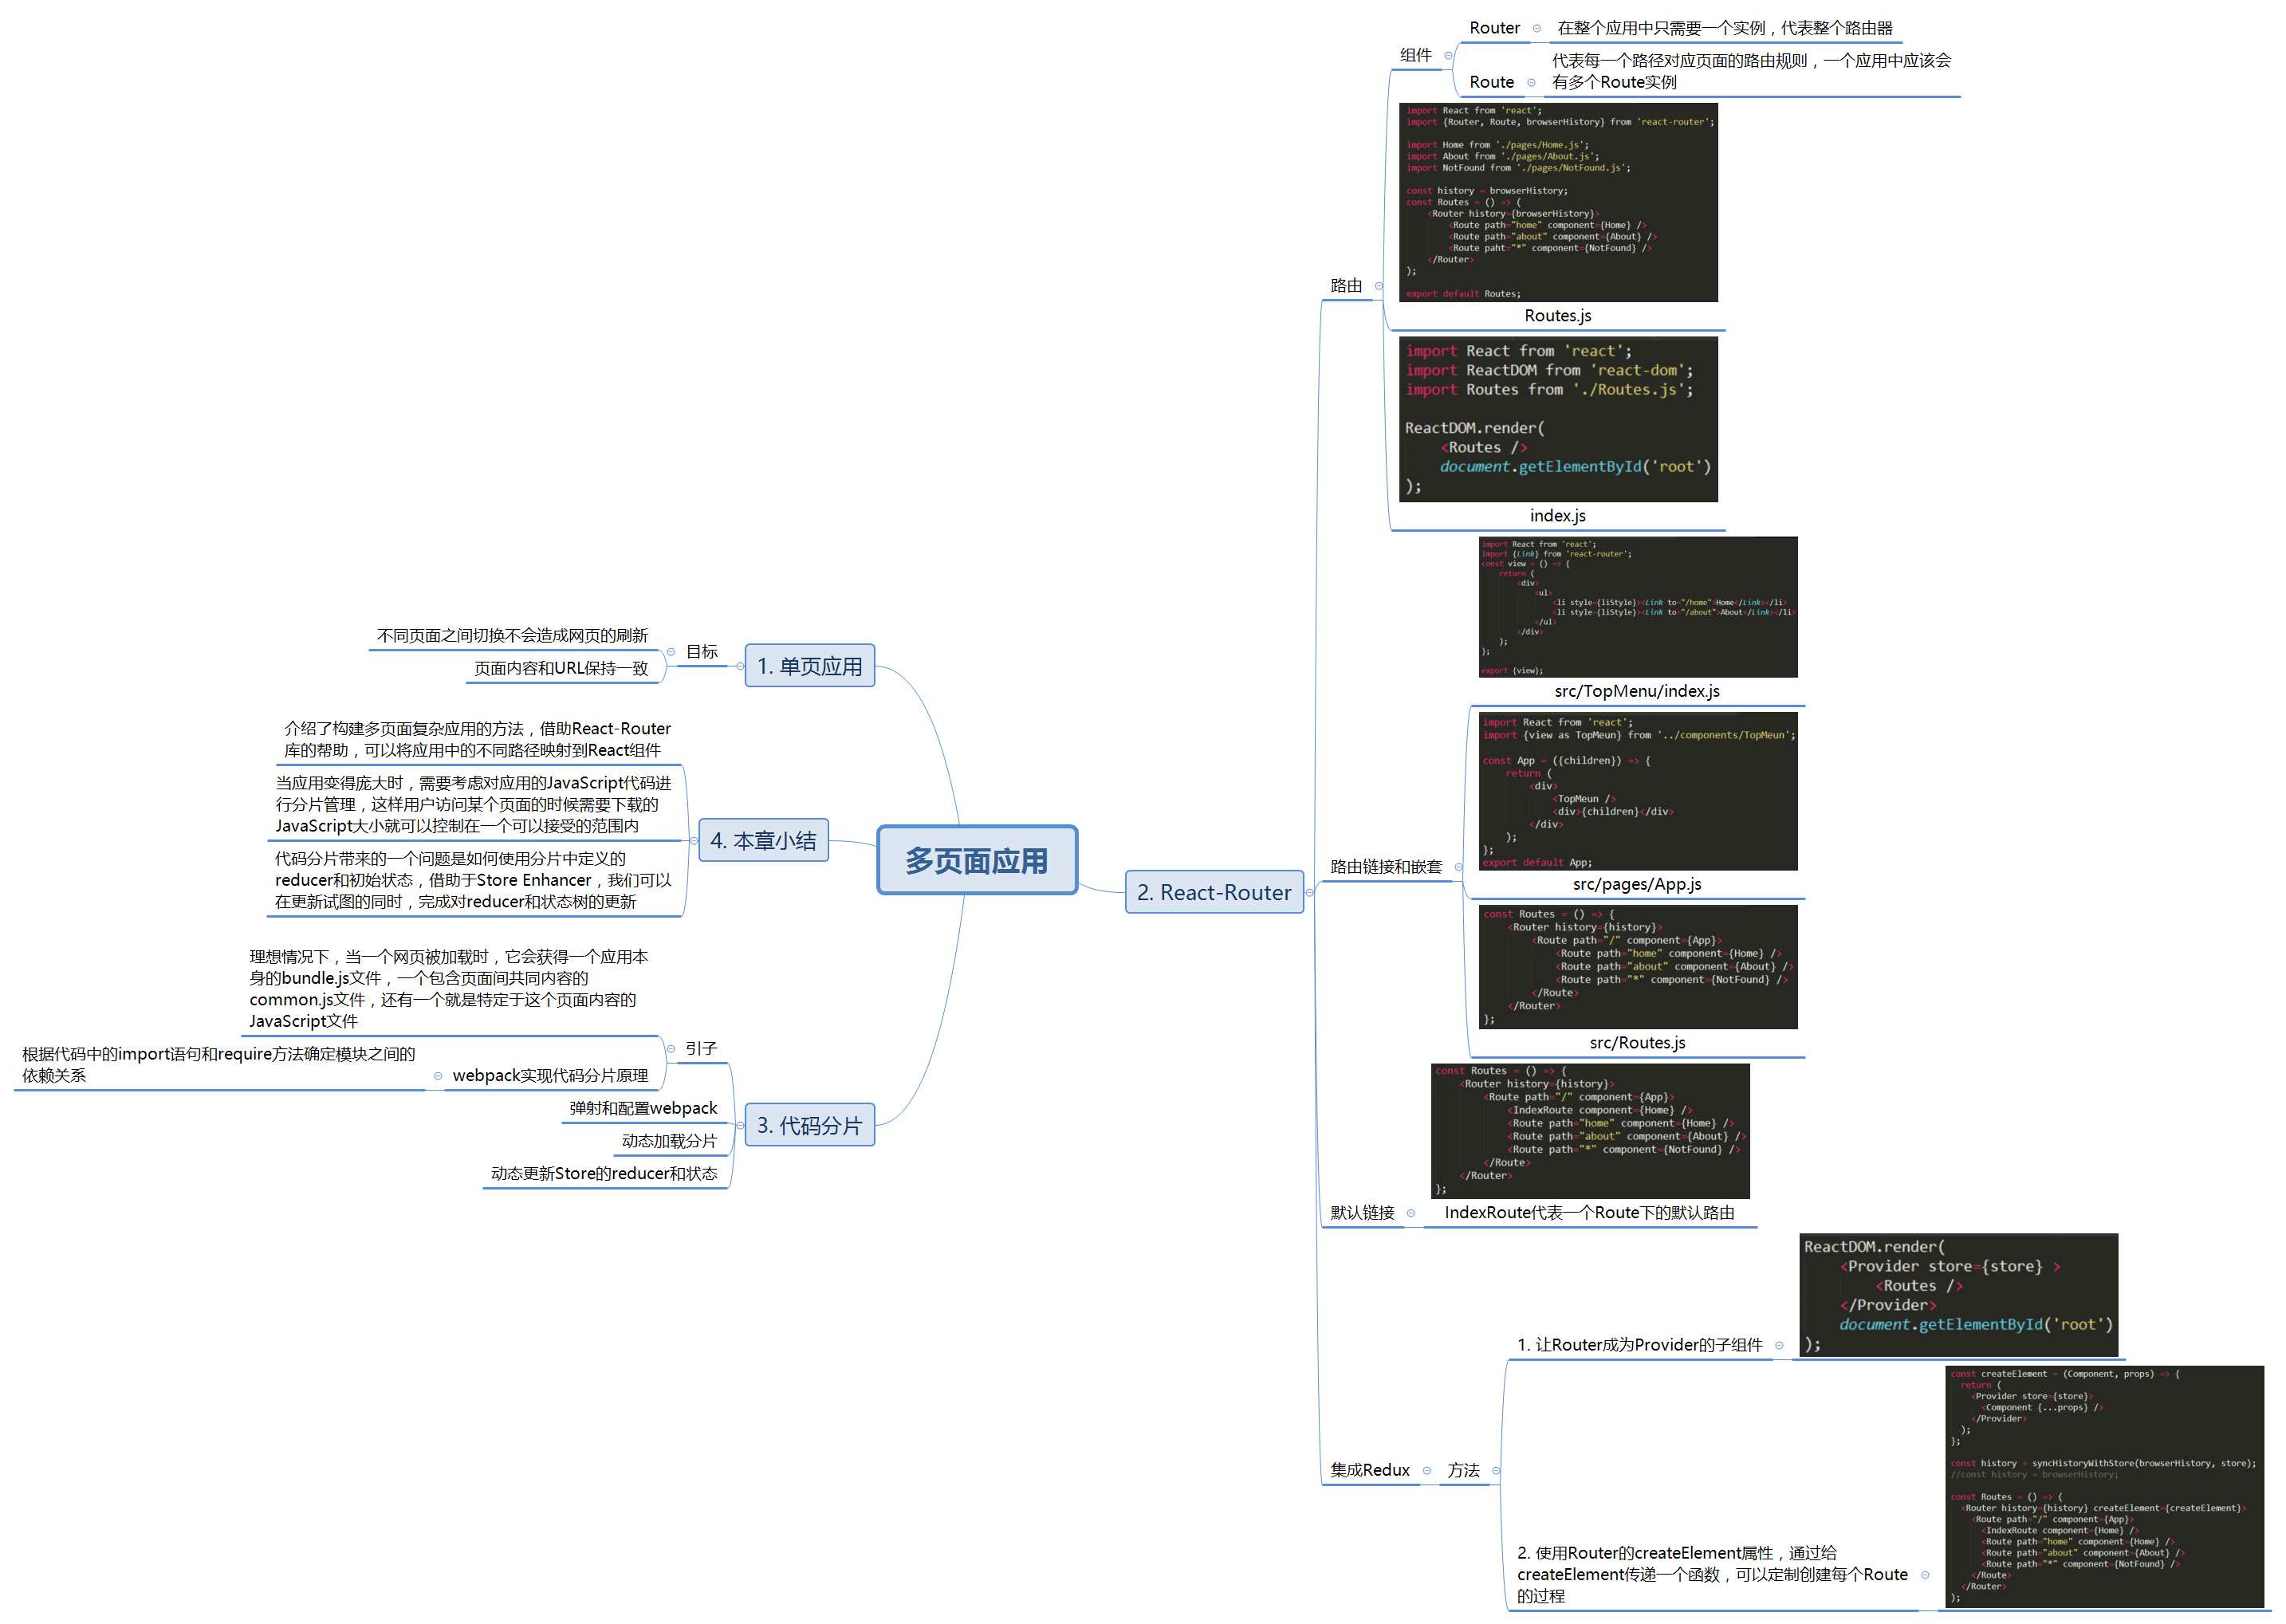 多页面应用
1. 单页应用
目标
不同页面之间切换不会造成网页的刷新
页面内容和URL保持一致
2. React-Router
路由
组件
Router
在整个应用中只需要一个实例，代表整个路由器
Route
代表每一个路径对应页面的路由规则，一个应用中应该会
有多个Route实例
import React from 'react';
import {Router, Route, browserHistory} from 'react-router';
import Home from './pages/Home.js';
import About from './pages/About.js';
import NotFound from './pages/NotFound.js';
const history = browserHistory;
const Routes = () => (
<Router history={browserHistory}>
<Route path="home" component={Home} />
<Route path="about" component={About} />
<Route paht="*" component={NotFound} />
</Router>
);
export default Routes;
Routes.js
import React from 'react';
import ReactDOM from 'react-dom';
import Routes from './Routes.js';
ReactDOM.render(
<Routes />
document.getElementById('root')
);
index.js
路由链接和嵌套
import React from 'react';
import {Link} from 'react-router';
const view = () => {
return (
<div>
<ul>
<li style={liStyle}><Link to="/home">Home</Link></li>
<li style={liStyle}><Link to="/about">About</Link></li>
</ul>
</div>
);
};
export {view};
src/TopMenu/index.js
import React from 'react';
import {view as TopMeun} from '../components/TopMeun';
const App = ({children}) => {
return (
<div>
<TopMeun />
<div>{children}</div>
</div>
);
};
export default App;
src/pages/App.js
const Routes = () => {
<Router history={history}>
<Route path="/" component={App}>
<Route path="home" component={Home} />
<Route path="about" component={About} />
<Route path="*" component={NotFound} />
</Route>
</Router>
};
src/Routes.js
默认链接
const Routes = () => {
<Router history={history}>
<Route path="/" component={App}>
<IndexRoute component={Home} />
<Route path="home" component={Home} />
<Route path="about" component={About} />
<Route path="*" component={NotFound} />
</Route>
</Router>
};
IndexRoute代表一个Route下的默认路由
集成Redux
方法
1. 让Router成为Provider的子组件
ReactDOM.render(
<Provider store={store} >
<Routes />
</Provider>
document.getElementById('root')
);
2. 使用Router的createElement属性，通过给
createElement传递一个函数，可以定制创建每个Route
的过程
const createElement = (Component, props) => {
return (
<Provider store={store}>
<Component {...props} />
</Provider>
);
};
const history = syncHistoryWithStore(browserHistory, store);
//const history = browserHistory;
const Routes = () => (
<Router history={history} createElement={createElement}>
<Route path="/" component={App}>
<IndexRoute component={Home} />
<Route path="home" component={Home} />
<Route path="about" component={About} />
<Route path="*" component={NotFound} />
</Route>
</Router>
);
3. 代码分片
引子
理想情况下，当一个网页被加载时，它会获得一个应用本
身的bundle.js文件，一个包含页面间共同内容的
common.js文件，还有一个就是特定于这个页面内容的
JavaScript文件
webpack实现代码分片原理
根据代码中的import语句和require方法确定模块之间的
依赖关系
弹射和配置webpack
动态加载分片
动态更新Store的reducer和状态
4. 本章小结
介绍了构建多页面复杂应用的方法，借助React-Router
库的帮助，可以将应用中的不同路径映射到React组件
当应用变得庞大时，需要考虑对应用的JavaScript代码进
行分片管理，这样用户访问某个页面的时候需要下载的
JavaScript大小就可以控制在一个可以接受的范围内
代码分片带来的一个问题是如何使用分片中定义的
reducer和初始状态，借助于Store Enhancer，我们可以
在更新试图的同时，完成对reducer和状态树的更新